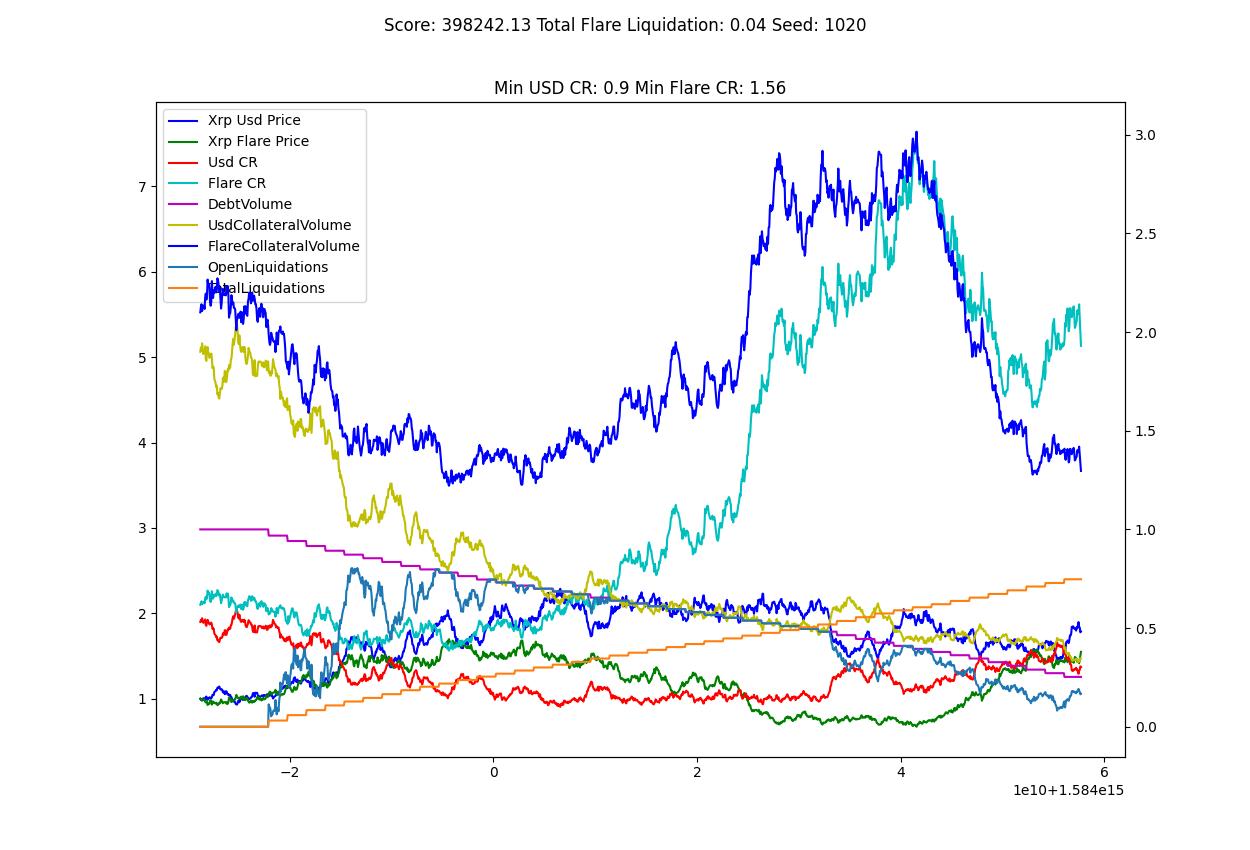 Score: 398242.13 Total Flare Liquidation: 0.04 Seed: 1020
Min USD CR: 0.9 Min Flare CR: 1.56
Xrp Usd Price
Xrp Flare Price
Usd CR
Flare CR
DebtVolume
UsdCollateralVolume
FlareCollateralVolume
OpenLiquidations
TotalLiquidations
7
6
5
4
3
2
1
3.0
2.5
2.0
1.5
1.0
0.5
0.0
−2
0
2
4
6
1e10+1.584e15